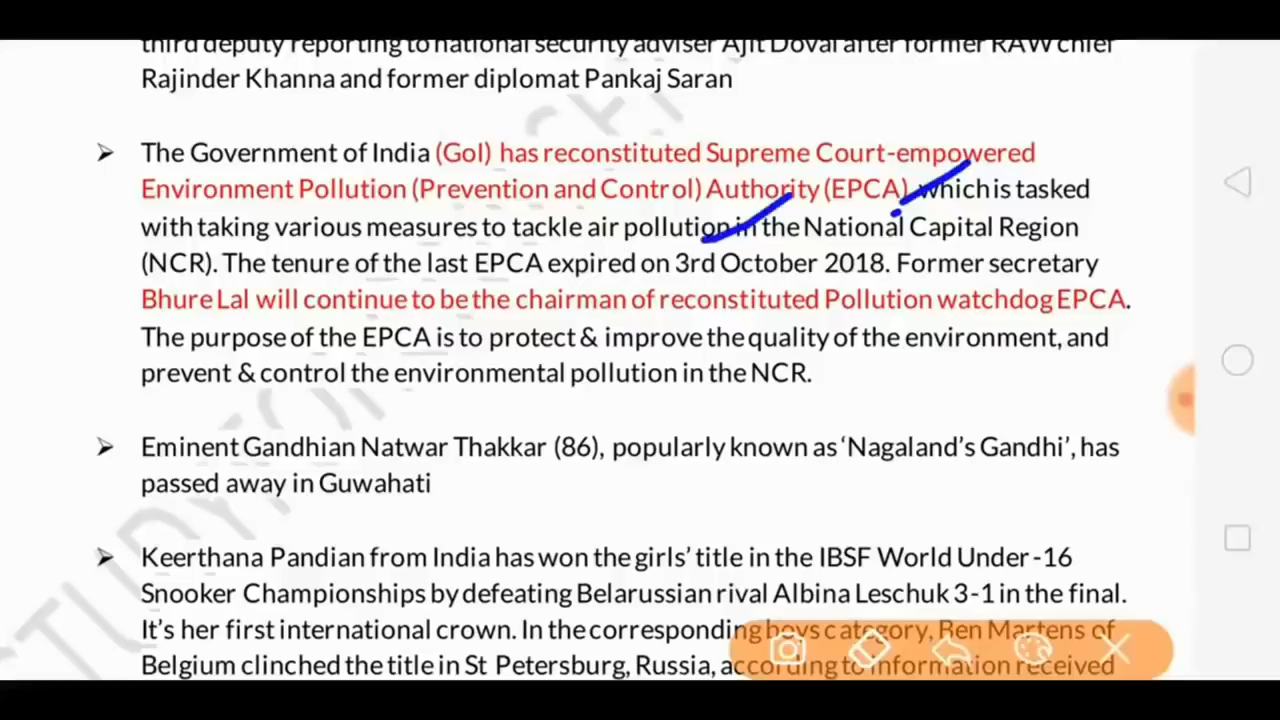 third deputy reporting to national security adviser Ajit Doval after former RAW chief
Rajinder Khanna and former diplomat Pankaj Saran
➢ The Government of India (GoI) has reconstituted Supreme Court-empowered
Environment Pollution (Prevention and Control) Authority (EPCA), which is tasked
with taking various measures to tackle air pollution in the National Capital Region
(NCR). The tenure of the last EPCA expired on 3rd October 2018. Former secretary
Bhure Lal will continue to be the chairman of reconstituted Pollution watchdog EPCA.
The purpose of the EPCA is to protect & improve the quality of the environment, and
prevent & control the environmental pollution in the NCR.
➢ Eminent Gandhian Natwar Thakkar (86), popularly known as ‘Nagaland’s Gandhi’, has
passed away in Guwahati
➢ Keerthana Pandian from India has won the girls’ title in the IBSF World Under -16
Snooker Championships by defeating Belarussian rival Albina Leschuk 3-1 in the final.
It’s her first international crown. In the corresponding boys category, Ben Martens of
Belgium clinched the title in St Petersburg, Russia, according to information received